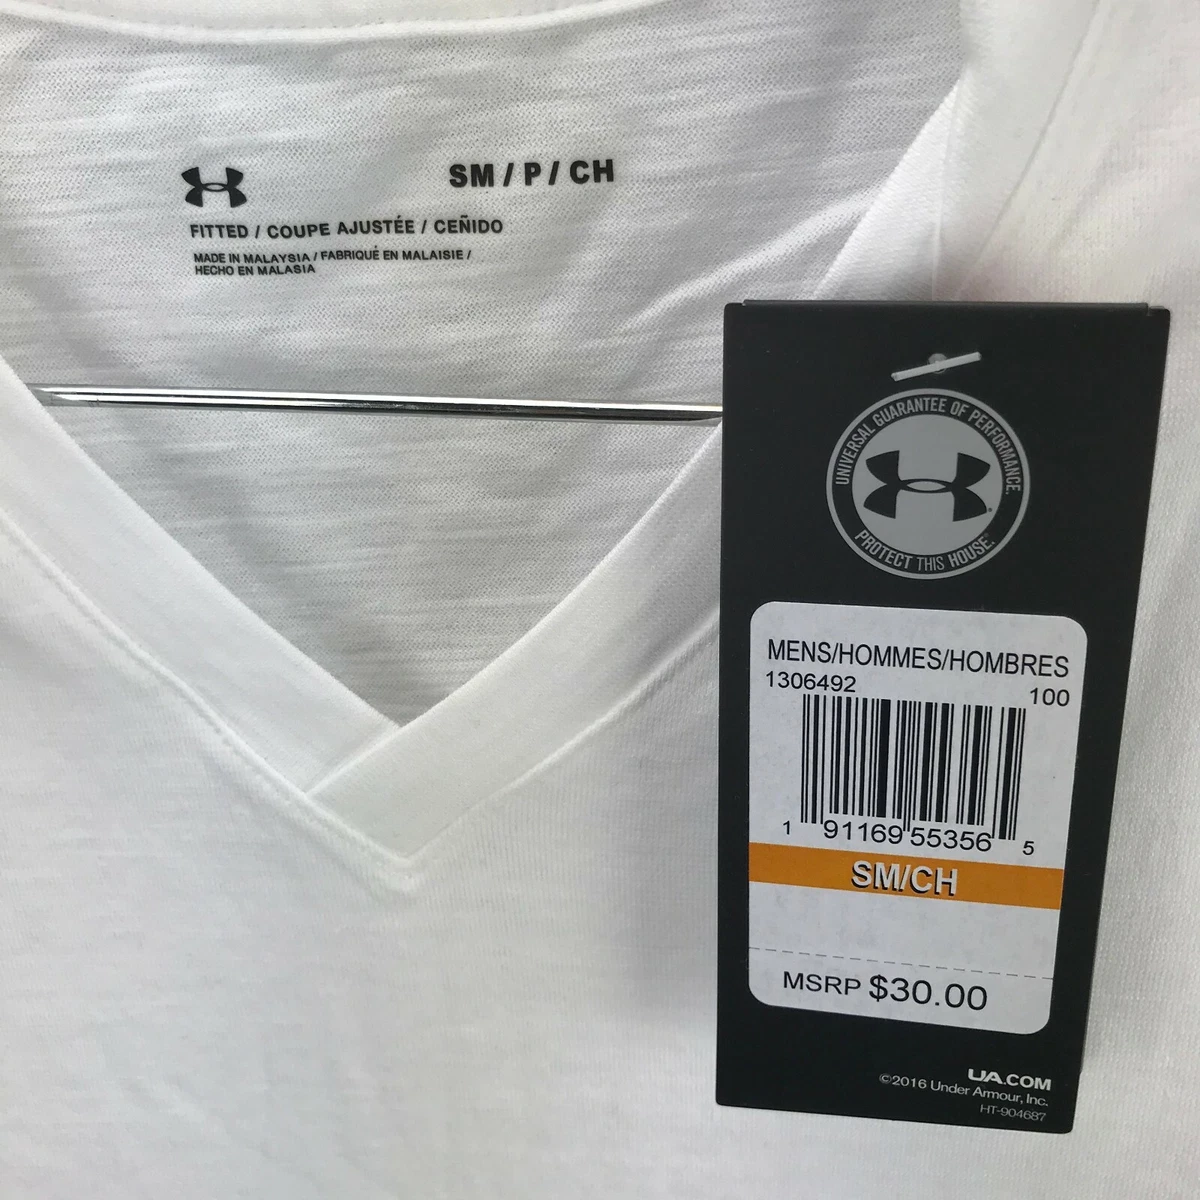 SM / P / CH
FITTED / COUPE AJUSTÉE / CEÑIDO
MADE IN MALAYSIA / FABRIQUÉ EN MALAISIE /
HECHO EN MALASIA
UNIVERSAL GUARANTEE OF PERFORMANCE.
PROTECT THIS HOUSE.
MENS/HOMMES/HOMBRES
1306492 100
1 91169 55356 5
SM/CH
MSRP $30.00
UA.COM
©2016 Under Armour, Inc.
HT-904687